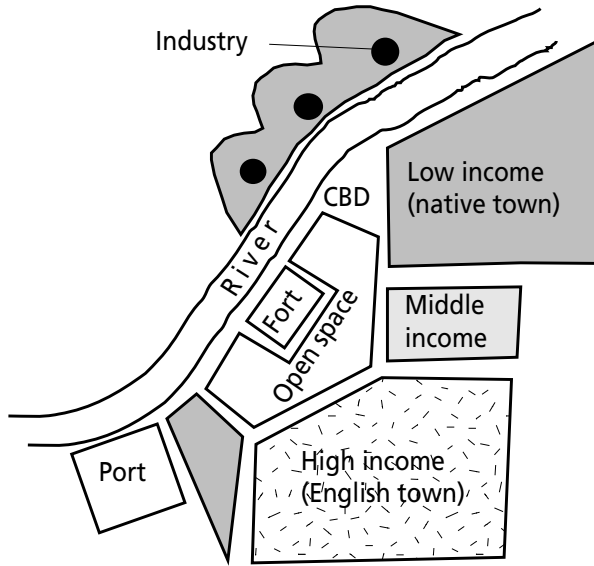 Industry
Low income
(native town)
CBD
River
Fort
Open space
Middle
income
High income
(English town)
Port